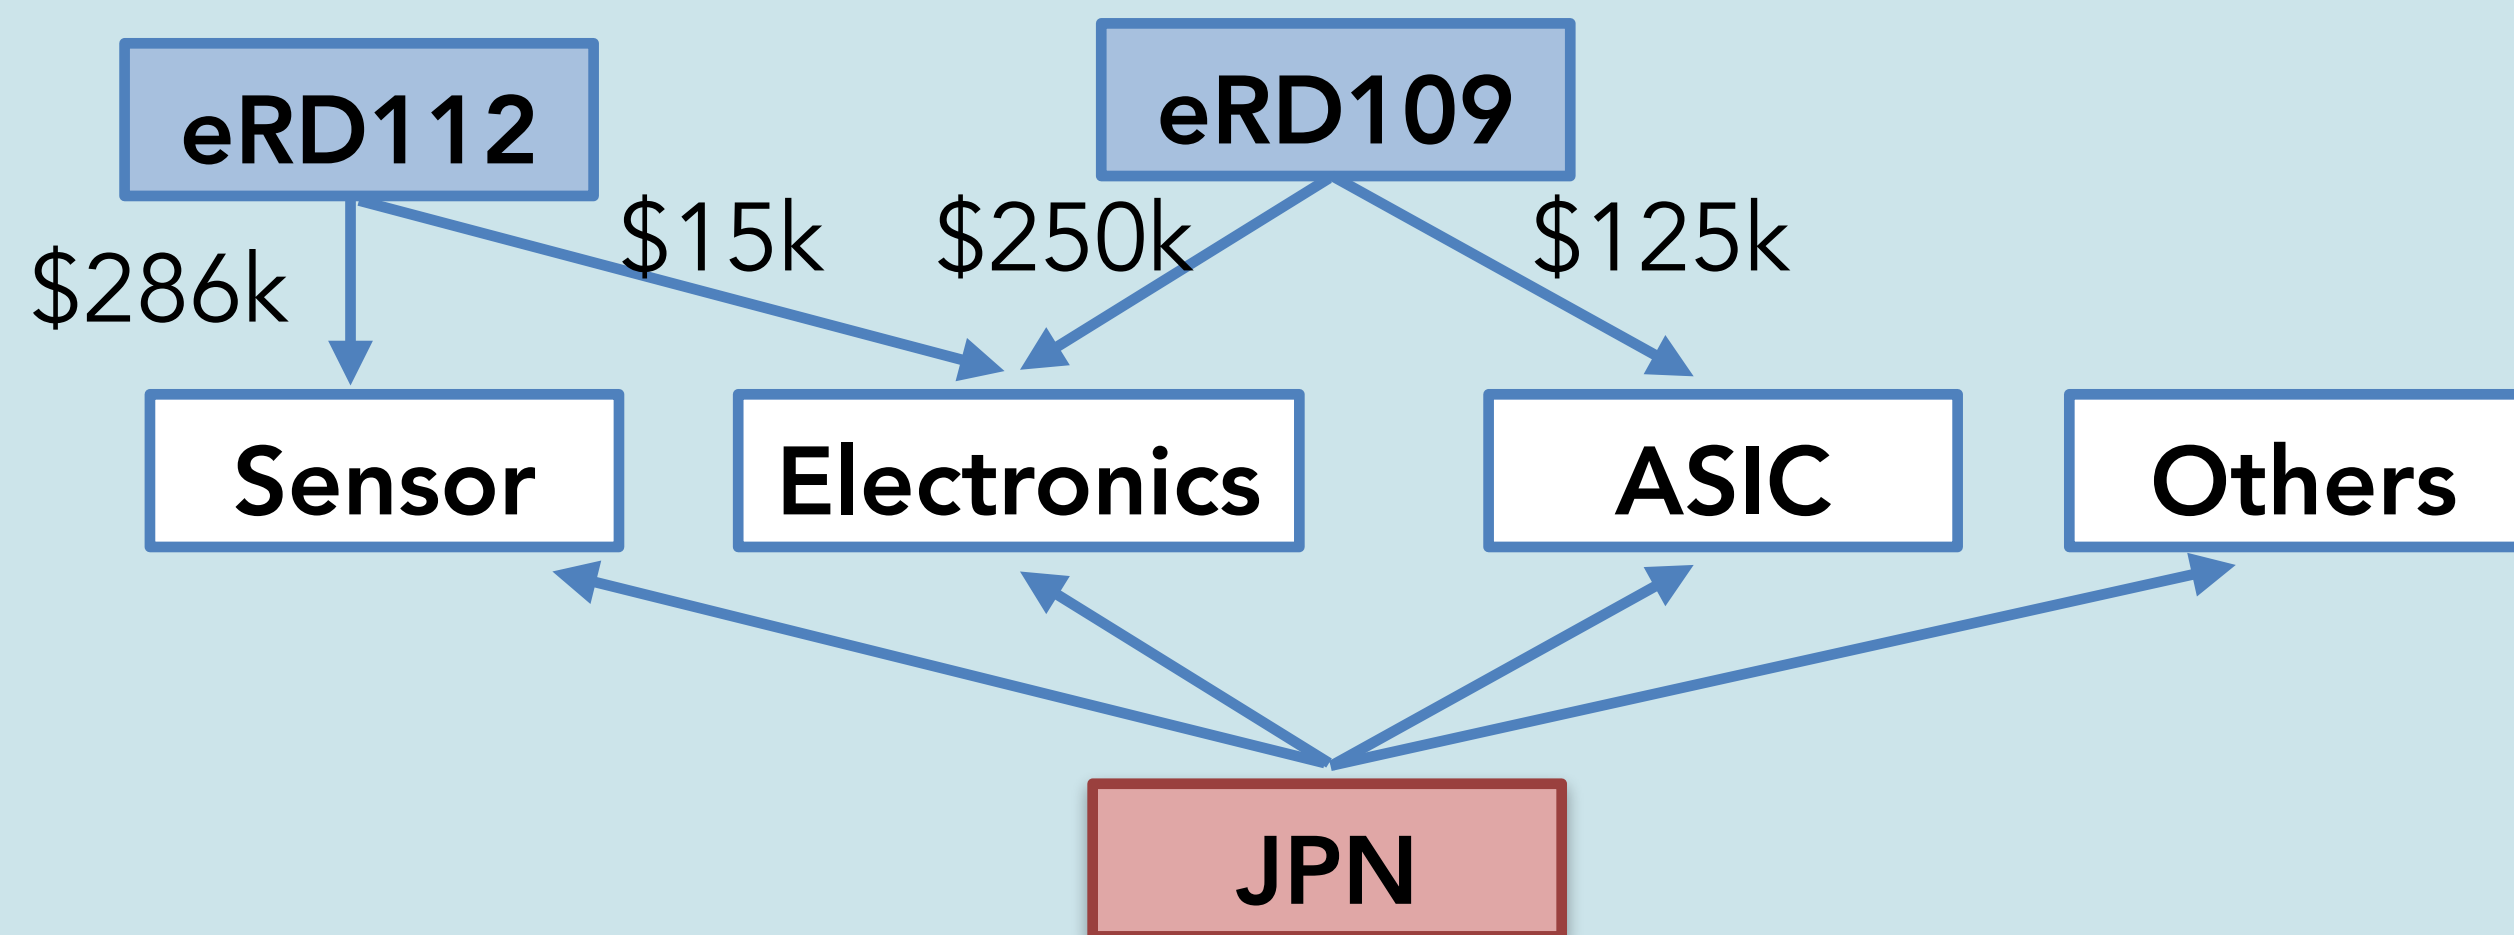 eRD112
eRD109
$15k
$250k
$125k
$286k
Sensor
Electronics
ASIC
Others
JPN